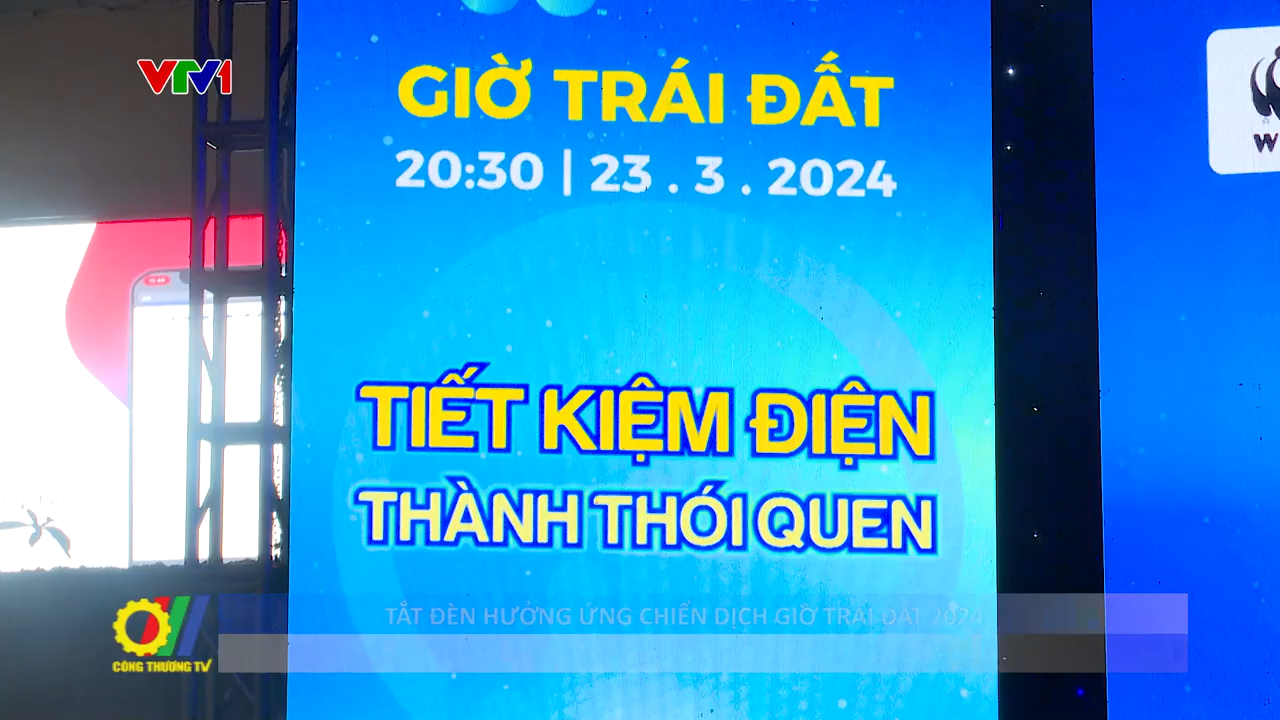 VTV1
GIỜ TRÁI ĐẤT
20:30 | 23 . 3 . 2024
TIẾT KIỆM ĐIỆN
THÀNH THÓI QUEN
TẮT ĐÈN HƯỞNG ỨNG CHIẾN DỊCH GIỜ TRÁI ĐẤT 2024
CÔNG THƯƠNG TV